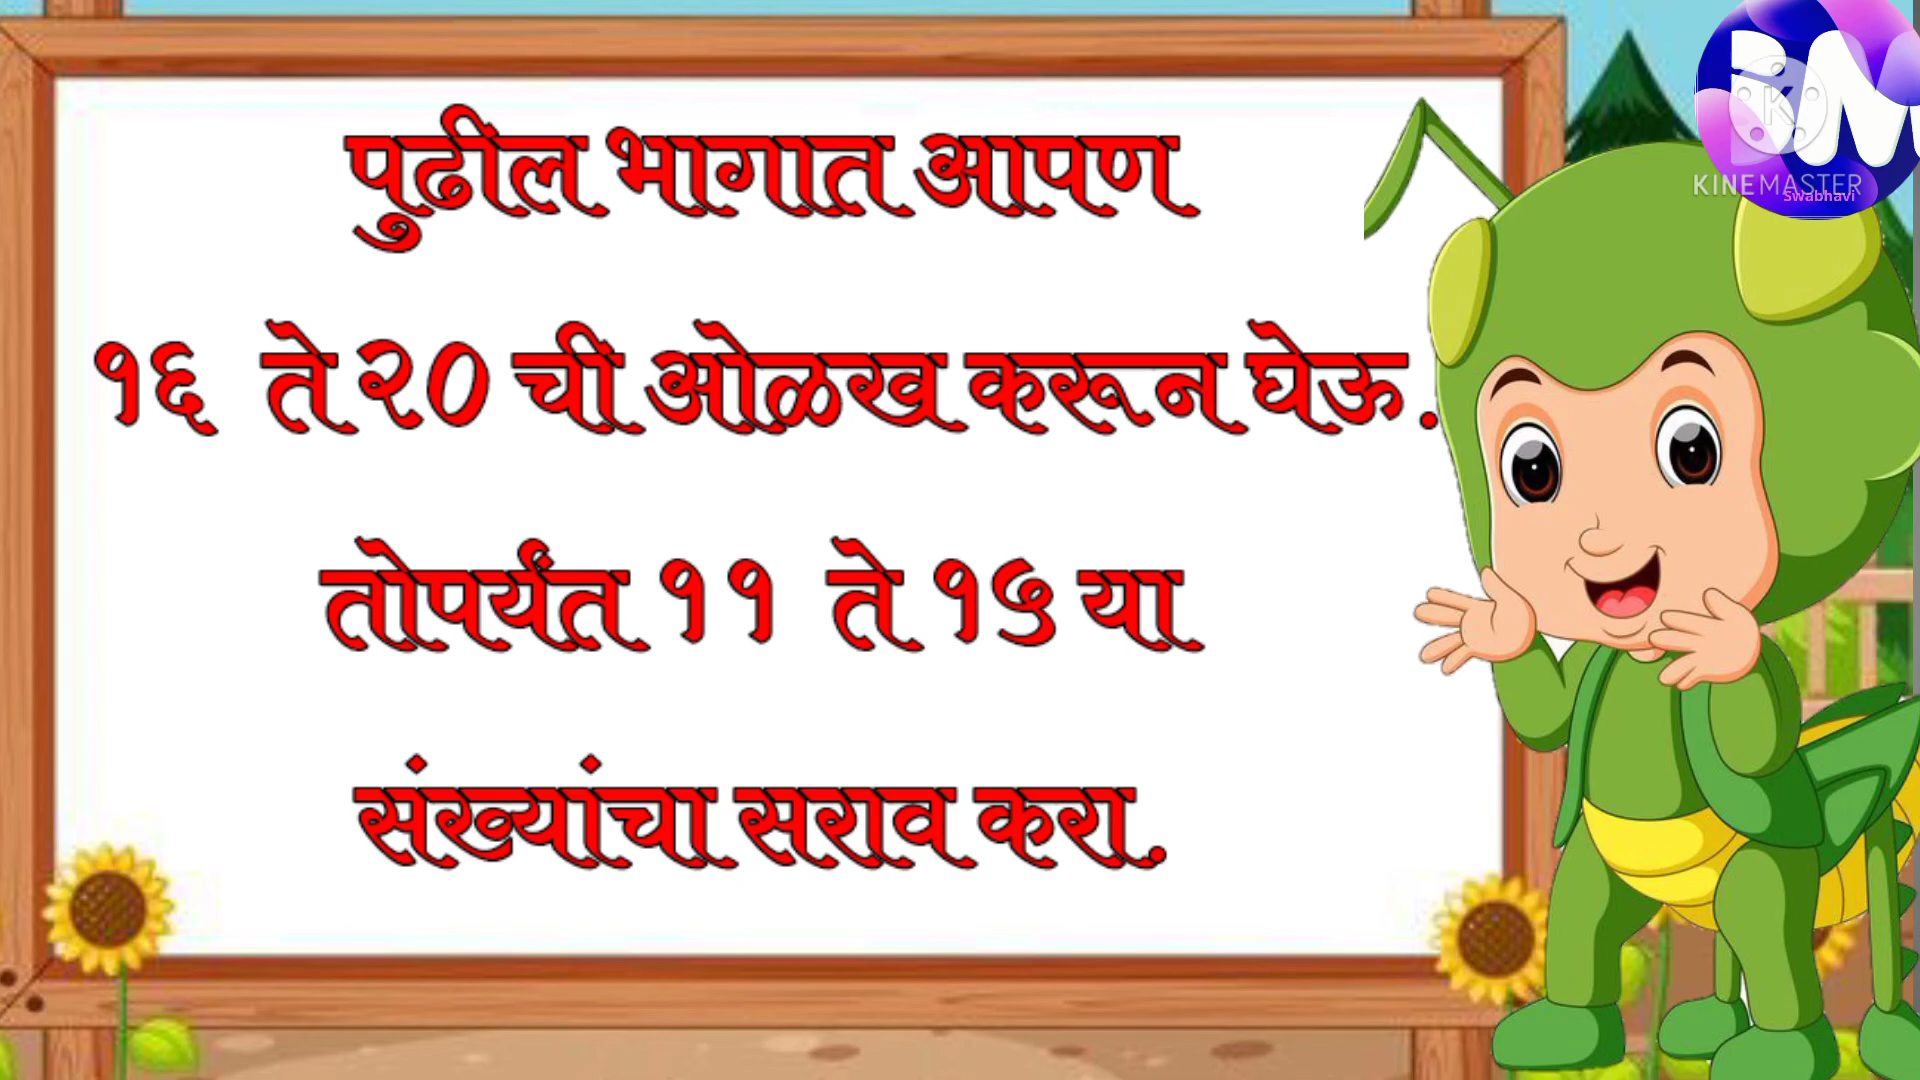 पुढील भागात आपण
१६ ते २० ची ओळख करून घेऊ.
तोपर्यंत ११ ते १५ या
संख्यांचा सराव करा.
KINEMASTER
Swabhavi